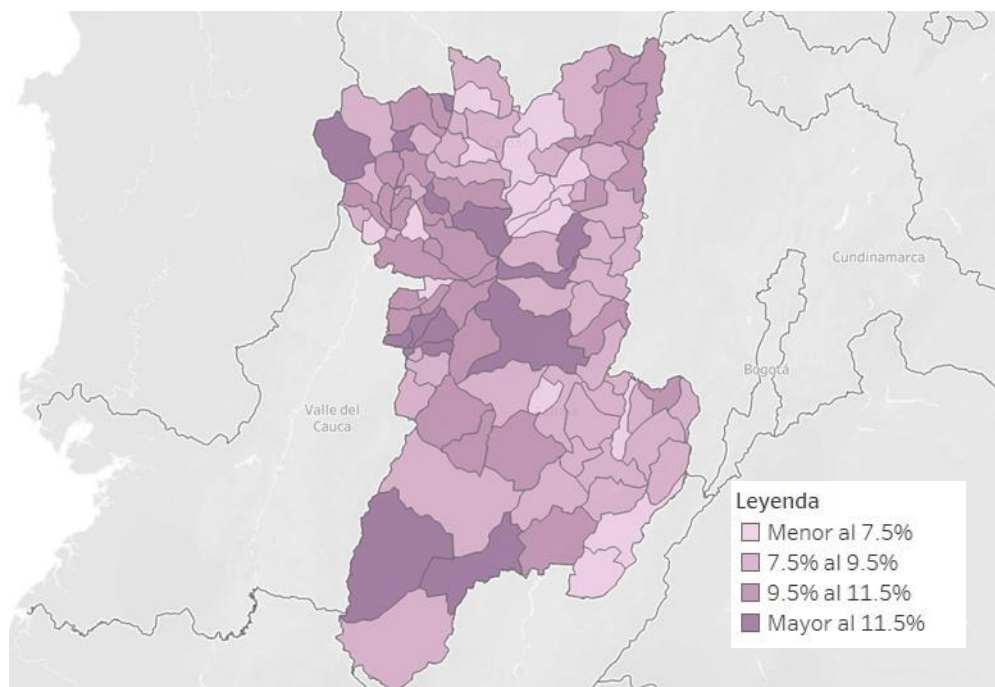 Cundinamarca
Bogotá
Valle del
Cauca
Leyenda
Menor al 7.5%
7.5% al 9.5%
9.5% al 11.5%
Mayor al 11.5%